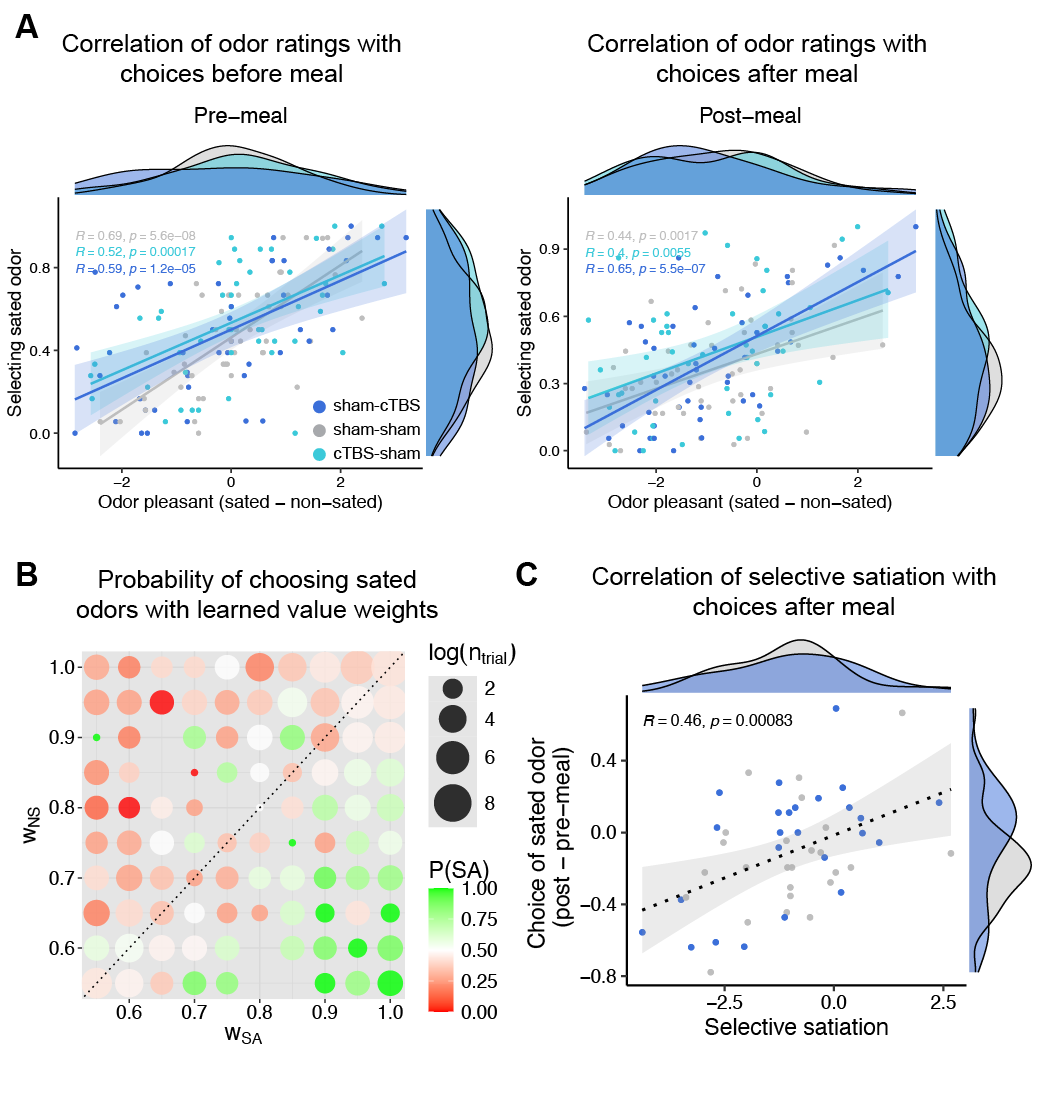 A
Correlation of odor ratings with
choices before meal
Pre−meal
R = 0.69, p = 5.6e−08
R = 0.52, p = 0.00017
R = 0.59, p = 1.2e−05
Selecting sated odor
0.8
0.4
0.0
sham-cTBS
sham-sham
cTBS-sham
−2
0
2
Odor pleasant (sated − non−sated)
Correlation of odor ratings with
choices after meal
Post−meal
R = 0.44, p = 0.0017
R = 0.4, p = 0.0055
R = 0.65, p = 5.5e−07
Selecting sated odor
0.9
0.6
0.3
0.0
−2
0
2
Odor pleasant (sated − non−sated)
B
Probability of choosing sated
odors with learned value weights
wNS
1.0
0.9
0.8
0.7
0.6
0.6
0.7
0.8
0.9
1.0
wSA
log(ntrial)
2
4
6
8
P(SA)
1.00
0.75
0.50
0.25
0.00
C
Correlation of selective satiation with
choices after meal
R = 0.46, p = 0.00083
Choice of sated odor
(post − pre−meal)
0.4
0.0
−0.4
−0.8
−2.5
0.0
2.5
Selective satiation